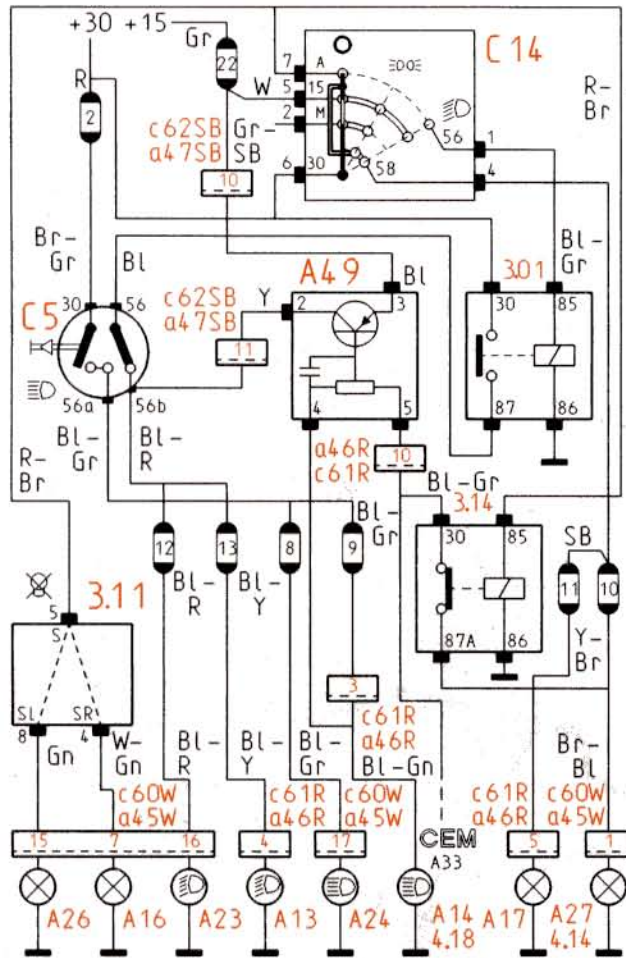 +30 +15
Gr
7 A
C 14
22
W
5 15
R
2 M
R-
Br
2
c62SB Gr-
a47SB SB
56 1
10
6 30
58
4
Br-
Gr
Bl
A49
Bl
Bl-
Gr
3.01
C5
30 56
c62SB Y
a47SB
2 3
30 85
11
56a 56b
4 5
87 86
Bl-
Gr
Bl-
R
a46R
c61R
10
R-
Br
Bl-
Gr
Bl-Gr
3.14
12 13 8 9
30 85
SB
11 10
Bl-
R
Bl-
Y
3.11
5
S
87A 86
Y-
Br
3
SL SR
8 4
c61R
a46R
Gn
W-
Gn
Bl-
R
Bl-
Y
Bl-
Gr
Bl-Gn
Br-
Bl
c60W
a45W
c61R
a46R
c60W
a45W
c61R
a46R
c60W
a45W
15 7 16 4 17
CEM
A33
5 1
A26 A16 A23 A13 A24 A14
4.18
A17 A27
4.14